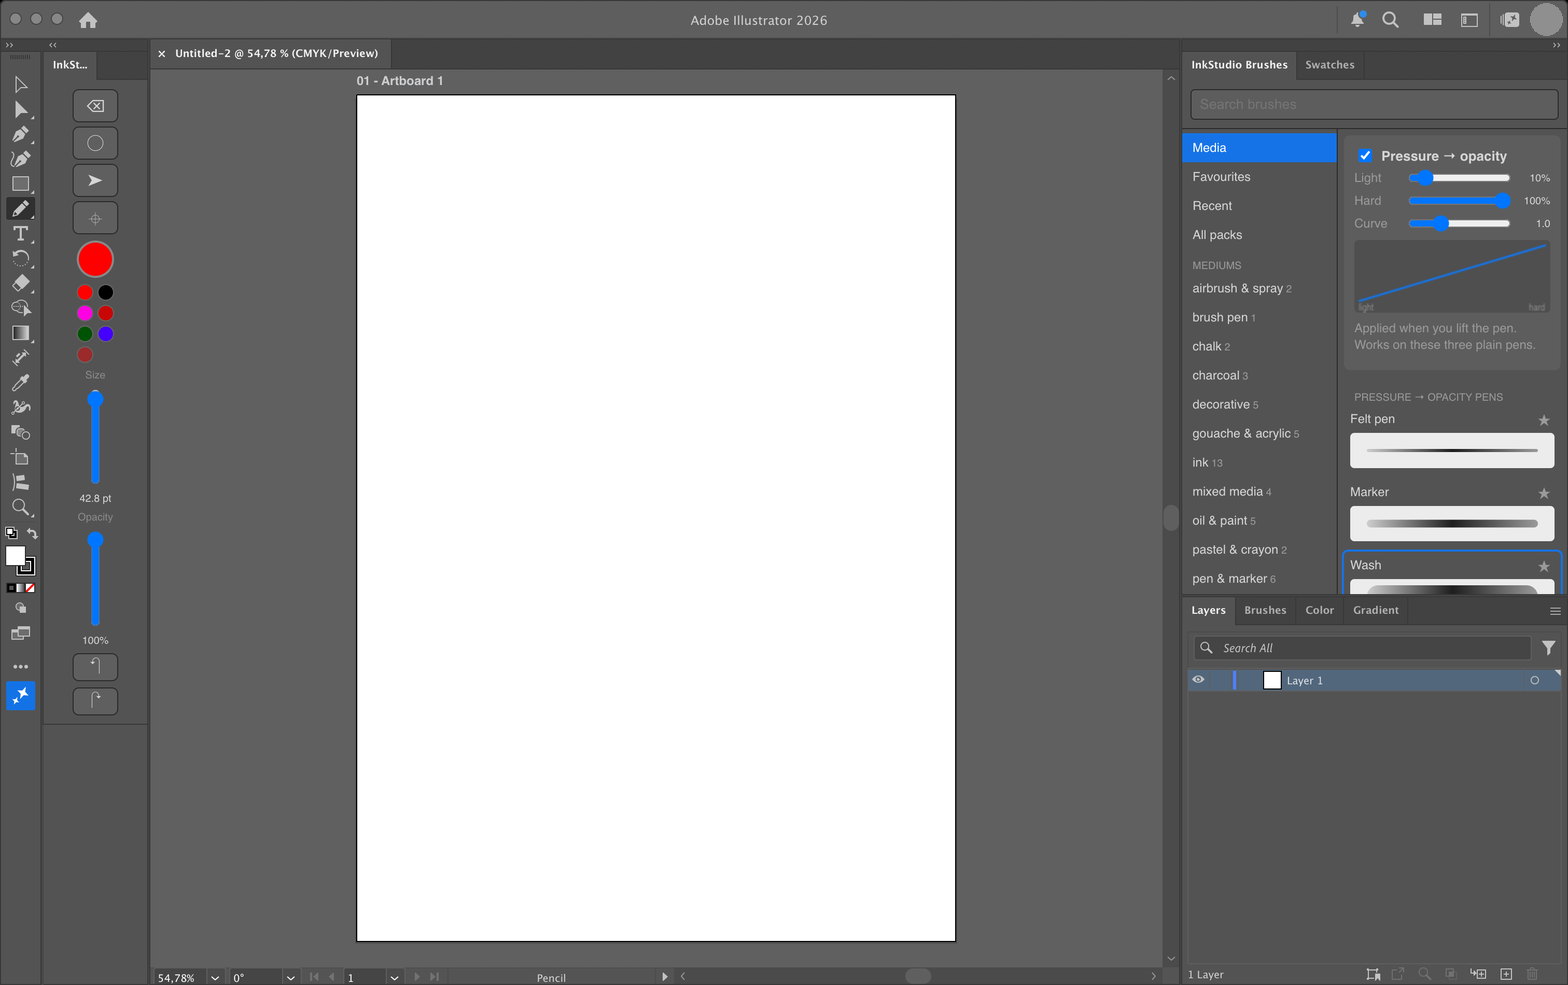 Adobe Illustrator 2026
InkSt...
Untitled-2 @ 54,78 % (CMYK/Preview)
01 - Artboard 1
Size
42.8 pt
Opacity
100%
54,78%
0°
1
Pencil
InkStudio Brushes
Swatches
Search brushes
Media
Favourites
Recent
All packs
MEDIUMS
airbrush & spray 2
brush pen 1
chalk 2
charcoal 3
decorative 5
gouache & acrylic 5
ink 13
mixed media 4
oil & paint 5
pastel & crayon 2
pen & marker 6
Pressure → opacity
Light 10%
Hard 100%
Curve 1.0
light hard
Applied when you lift the pen.
Works on these three plain pens.
PRESSURE → OPACITY PENS
Felt pen
Marker
Wash
Layers
Brushes
Color
Gradient
Search All
Layer 1
1 Layer